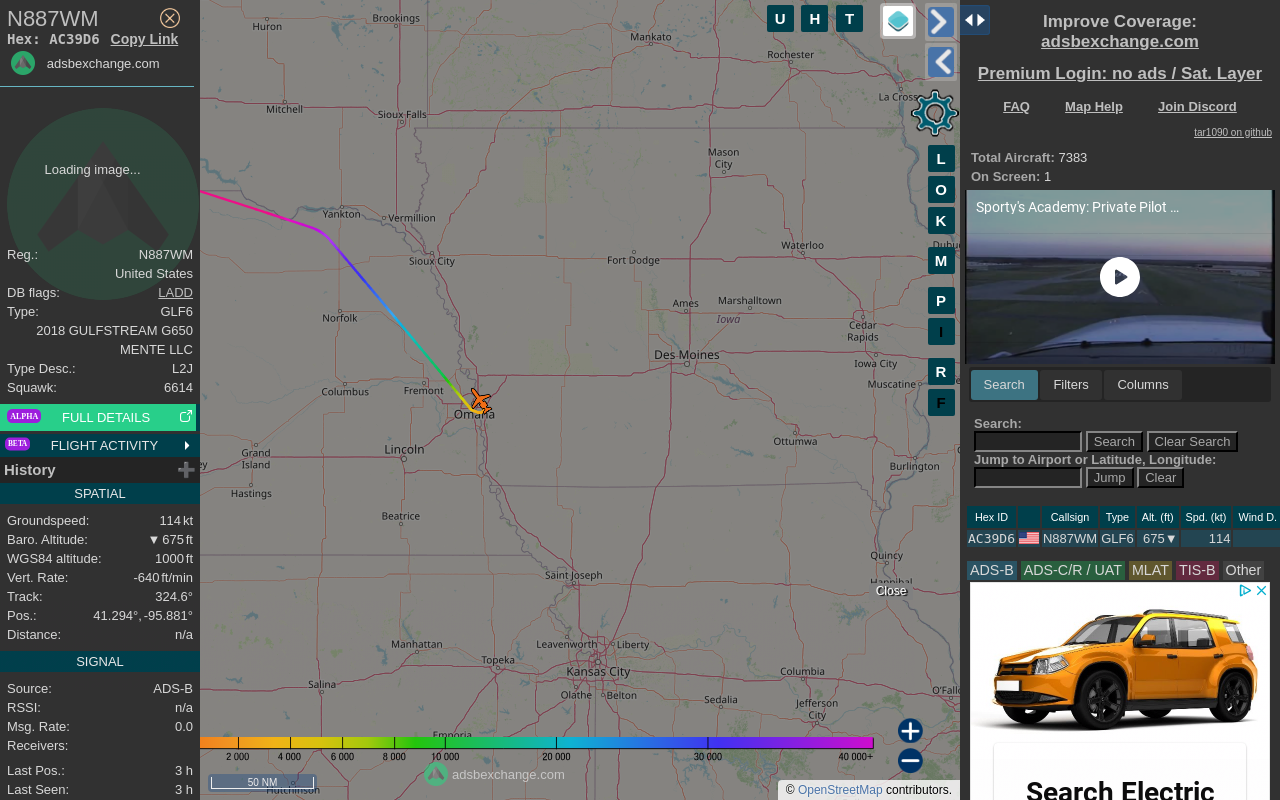 N887WM
Hex: AC39D6 Copy Link
adsbexchange.com
Loading image...
Reg.: N887WM
United States
DB flags: LADD
Type: GLF6
2018 GULFSTREAM G650
MENTE LLC
Type Desc.: L2J
Squawk: 6614
ALPHA FULL DETAILS
BETA FLIGHT ACTIVITY
History
SPATIAL
Groundspeed: 114 kt
Baro. Altitude: ▼ 675 ft
WGS84 altitude: 1000 ft
Vert. Rate: -640 ft/min
Track: 324.6°
Pos.: 41.294°, -95.881°
Distance: n/a
SIGNAL
Source: ADS-B
RSSI: n/a
Msg. Rate: 0.0
Receivers:
Last Pos.: 3 h
Last Seen: 3 h
U H T
L
O
K
M
P
I
R
F
Huron
Brookings
Mankato
Rochester
Mitchell
Sioux Falls
La Crosse
Mason
City
Yankton
Vermillion
Sioux City
Fort Dodge
Waterloo
Dubu
Norfolk
Ames
Marshalltown
Iowa
Cedar
Rapids
Des Moines
Iowa City
Columbus
Fremont
Muscatine
Omaha
Lincoln
Ottumwa
Grand
Island
ey
Burlington
Hastings
Beatrice
Quincy
Saint Joseph
Hannibal
Close
Manhattan
Leavenworth
Liberty
Topeka
Kansas City
Columbia
Salina
Olathe
Belton
Sedalia
Jefferson
City
O'Fallo
Emporia
Hutchinson
2 000 4 000 6 000 8 000 10 000 20 000 30 000 40 000+
50 NM
adsbexchange.com
© OpenStreetMap contributors.
Improve Coverage:
adsbexchange.com
Premium Login: no ads / Sat. Layer
FAQ Map Help Join Discord
tar1090 on github
Total Aircraft: 7383
On Screen: 1
Sporty's Academy: Private Pilot ...
Search Filters Columns
Search:
Search Clear Search
Jump to Airport or Latitude, Longitude:
Jump Clear
Hex ID Callsign Type Alt. (ft) Spd. (kt) Wind D.
AC39D6 N887WM GLF6 675▼ 114
ADS-B ADS-C/R / UAT MLAT TIS-B Other
Search Electric